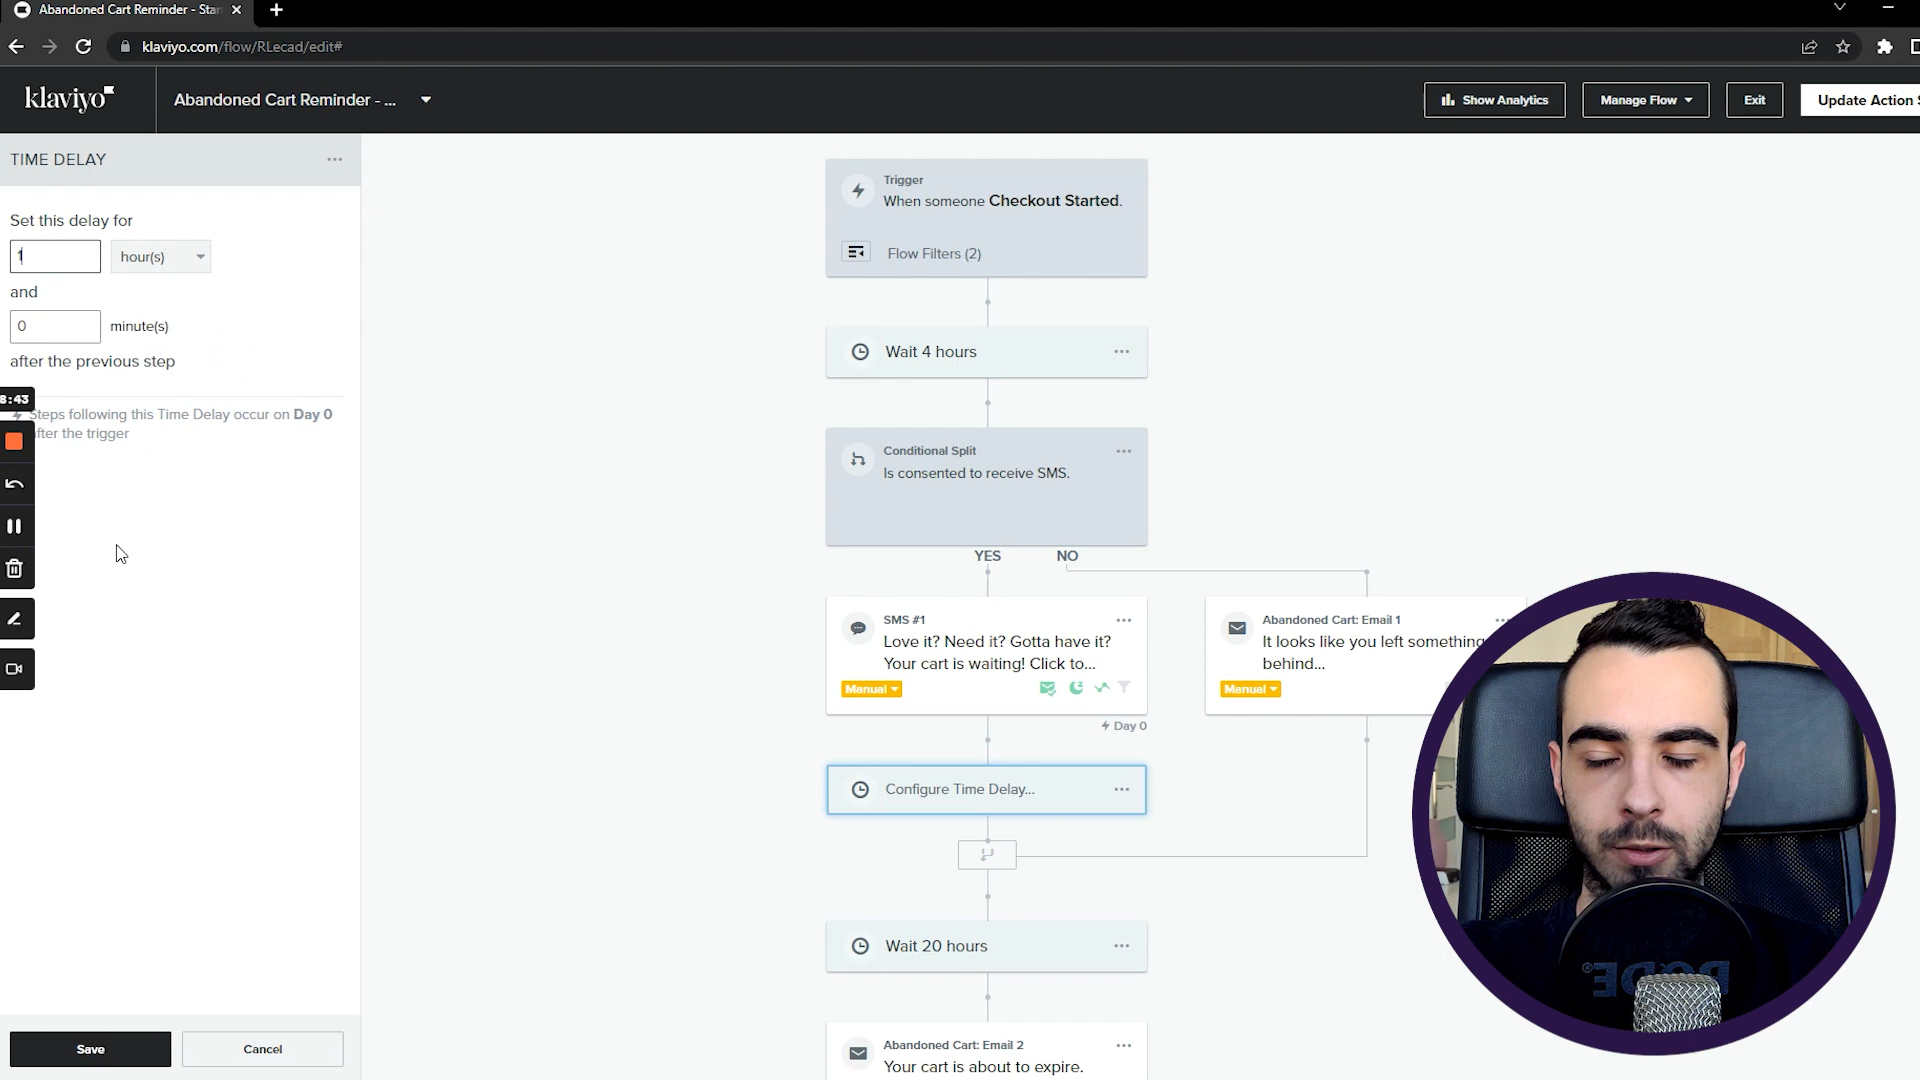 Abandoned Cart Reminder - Stan
klaviyo.com/flow/RLecad/edit#
klaviyo
Abandoned Cart Reminder - ...
Show Analytics
Manage Flow
Exit
Update Action S
TIME DELAY
Set this delay for
1
hour(s)
and
0
minute(s)
after the previous step
8:43
Steps following this Time Delay occur on Day 0
after the trigger
Save
Cancel
Trigger
When someone Checkout Started.
Flow Filters (2)
Wait 4 hours
Conditional Split
Is consented to receive SMS.
YES
NO
SMS #1
Love it? Need it? Gotta have it?
Your cart is waiting! Click to...
Manual
Day 0
Abandoned Cart: Email 1
It looks like you left something
behind...
Manual
Configure Time Delay...
Wait 20 hours
Abandoned Cart: Email 2
Your cart is about to expire.
RODE®